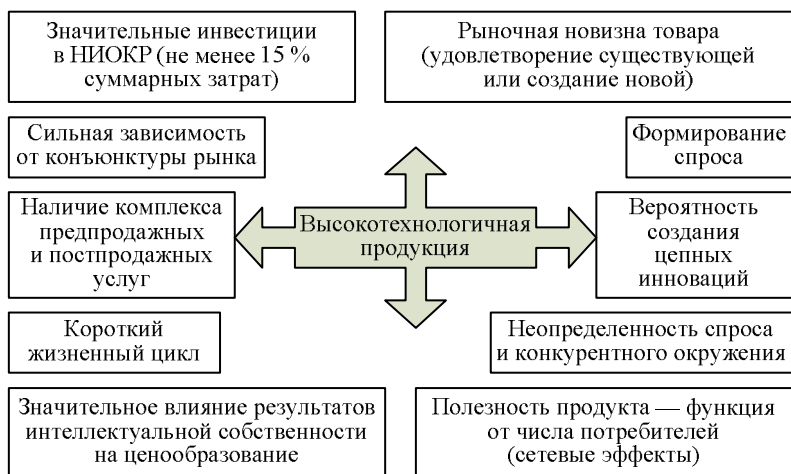 Значительные инвестиции
в НИОКР (не менее 15 %
суммарных затрат)
Рыночная новизна товара
(удовлетворение существующей
или создание новой)
Сильная зависимость
от конъюнктуры рынка
Формирование
спроса
Наличие комплекса
предпродажных
и постпродажных
услуг
Высокотехнологичная
продукция
Вероятность
создания
цепных
инноваций
Короткий
жизненный цикл
Неопределенность спроса
и конкурентного окружения
Значительное влияние результатов
интеллектуальной собственности
на ценообразование
Полезность продукта — функция
от числа потребителей
(сетевые эффекты)